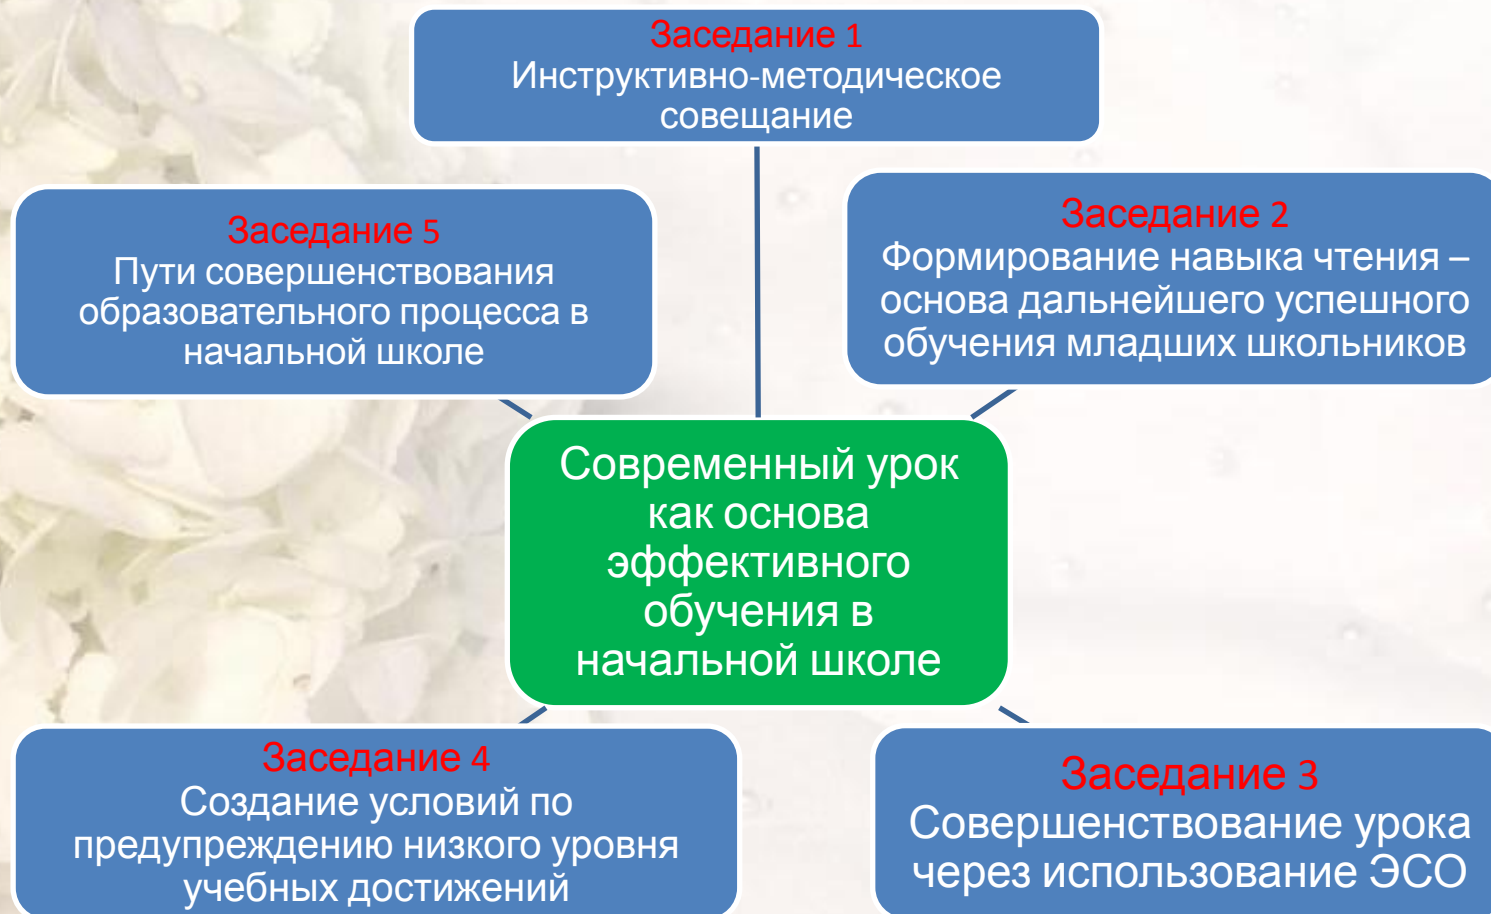 Заседание 1
Инструктивно-методическое
совещание
Заседание 5
Пути совершенствования
образовательного процесса в
начальной школе
Заседание 2
Формирование навыка чтения –
основа дальнейшего успешного
обучения младших школьников
Современный урок
как основа
эффективного
обучения в
начальной школе
Заседание 4
Создание условий по
предупреждению низкого уровня
учебных достижений
Заседание 3
Совершенствование урока
через использование ЭСО